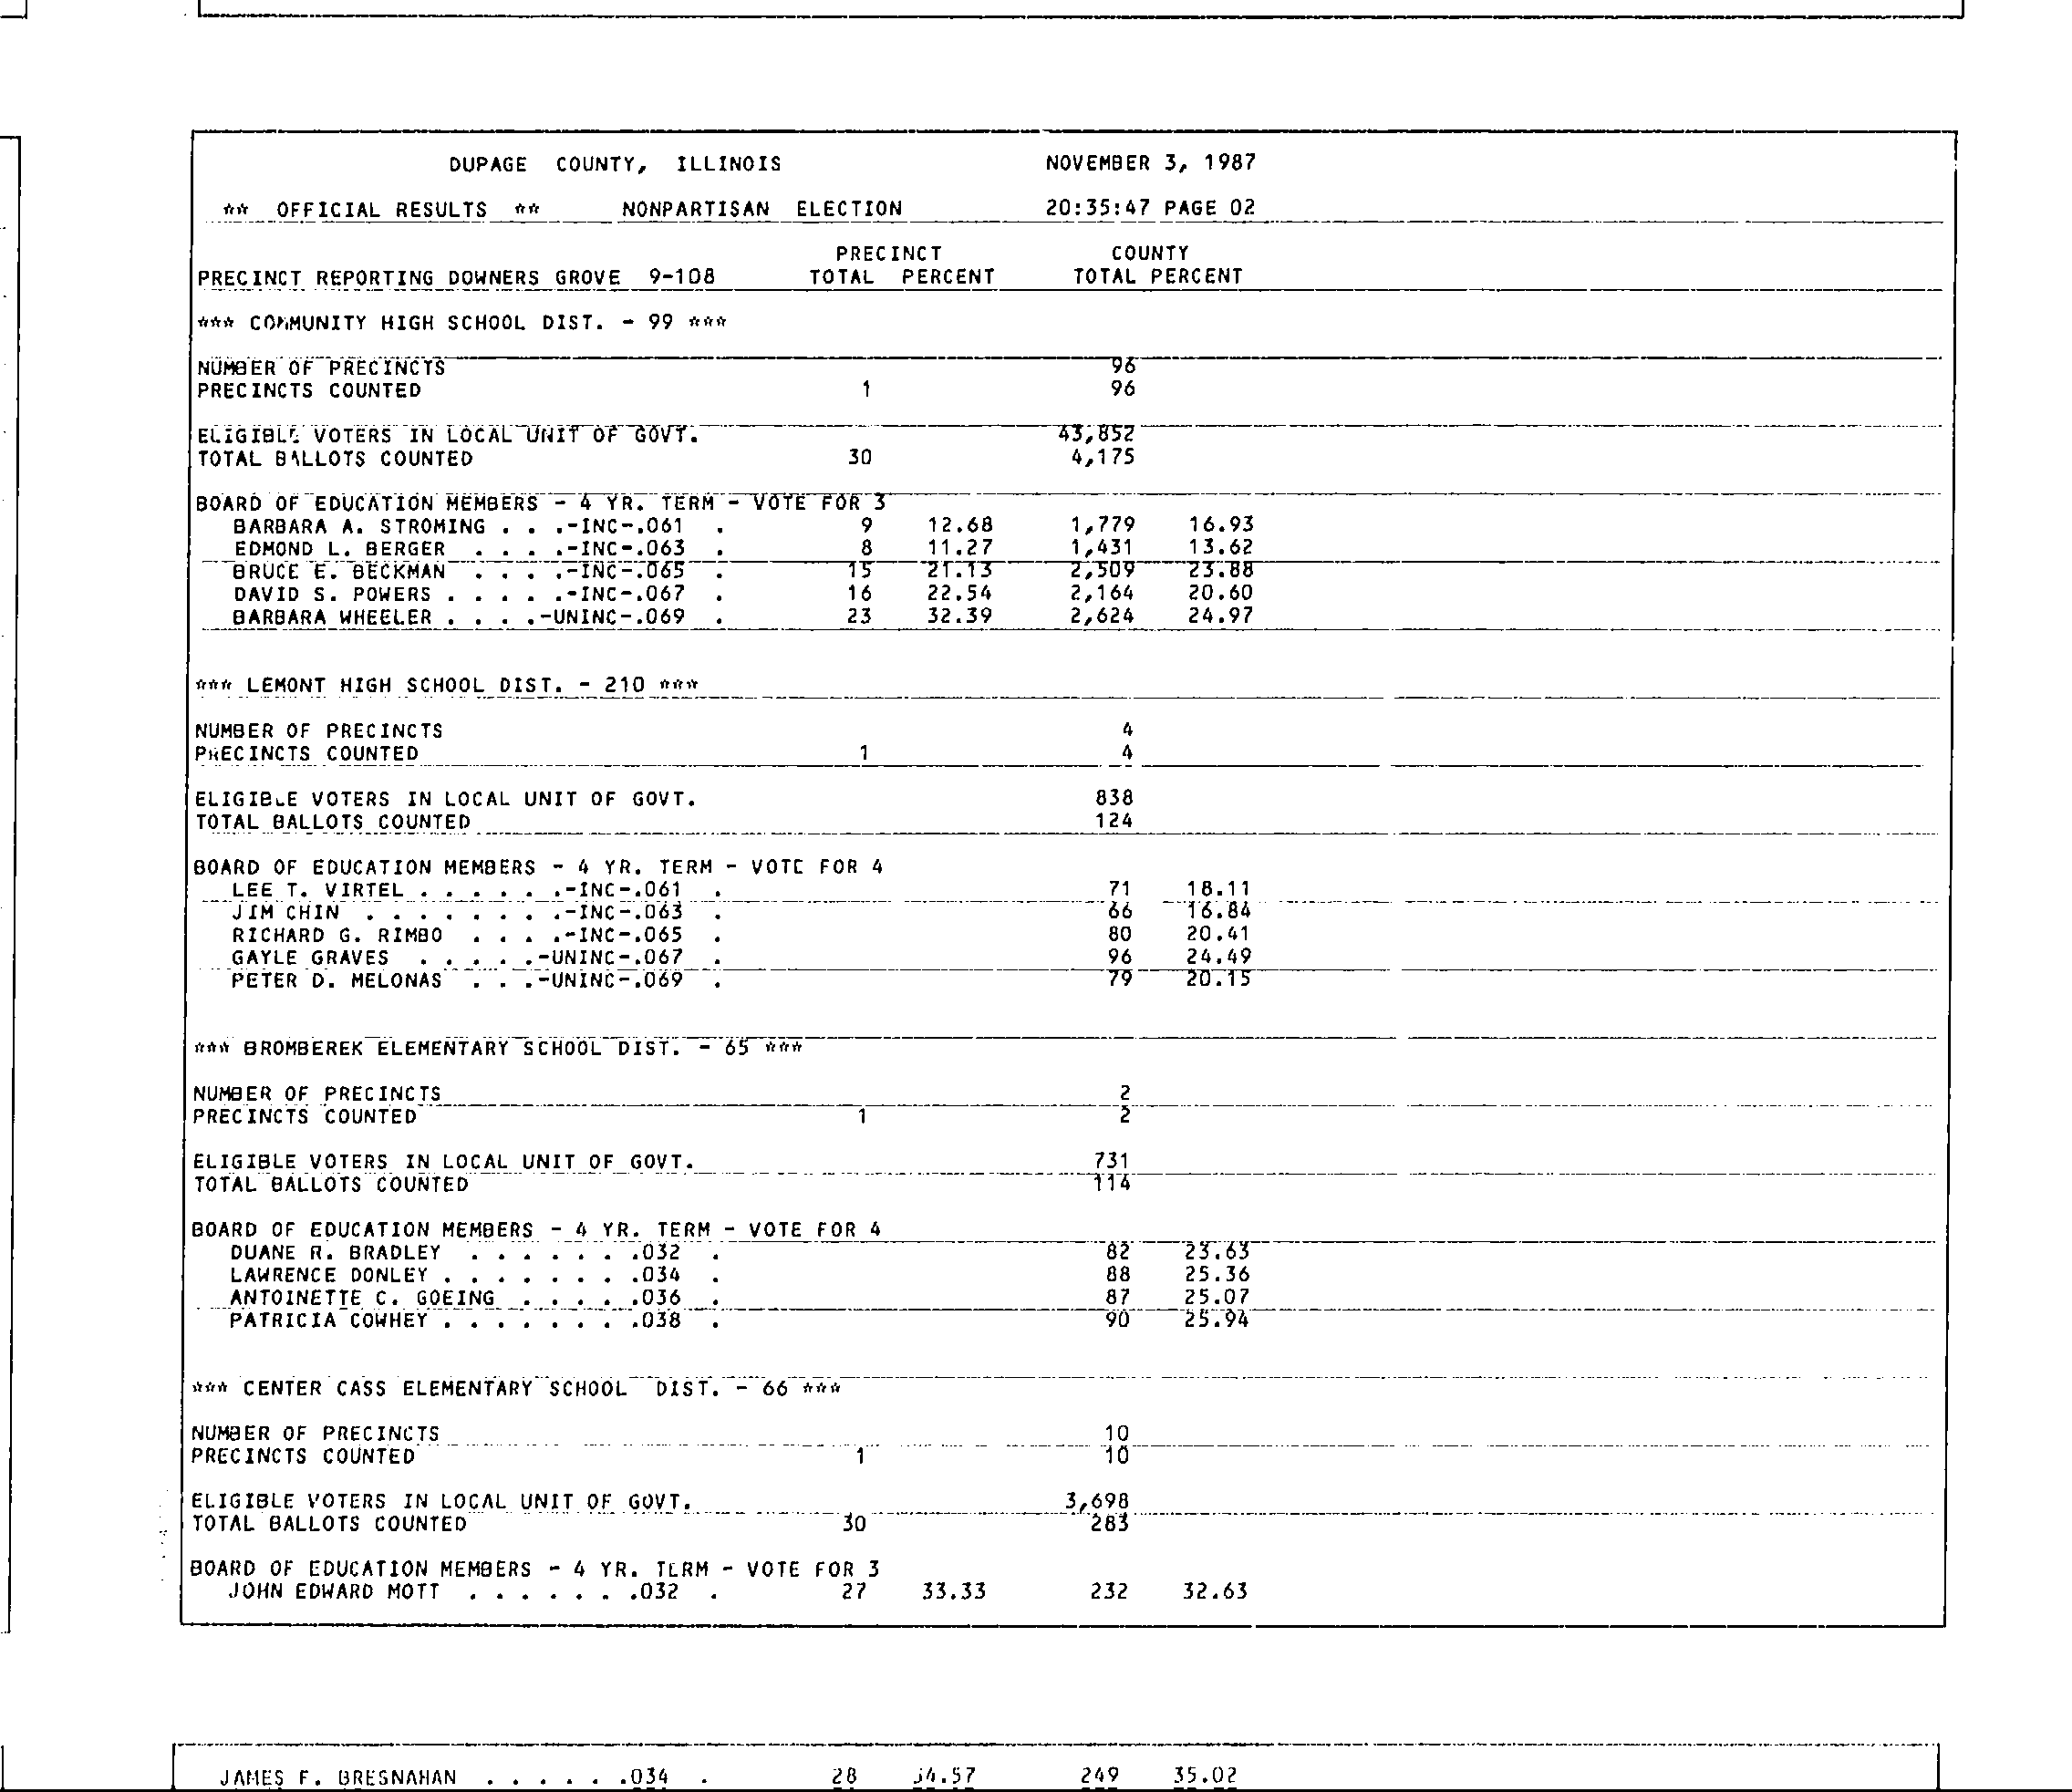 DUPAGE COUNTY, ILLINOIS NOVEMBER 3, 1987
** OFFICIAL RESULTS ** NONPARTISAN ELECTION 20:35:47 PAGE 02
PRECINCT COUNTY
PRECINCT REPORTING DOWNERS GROVE 9-108 TOTAL PERCENT TOTAL PERCENT
*** COMMUNITY HIGH SCHOOL DIST. - 99 ***
NUMBER OF PRECINCTS 96
PRECINCTS COUNTED 1 96
ELIGIBLE VOTERS IN LOCAL UNIT OF GOVT. 43,852
TOTAL BALLOTS COUNTED 30 4,175
BOARD OF EDUCATION MEMBERS - 4 YR. TERM - VOTE FOR 3
BARBARA A. STROMING . . .-INC-.061 . 9 12.68 1,779 16.93
EDMOND L. BERGER . . . .-INC-.063 . 8 11.27 1,431 13.62
BRUCE E. BECKMAN . . . .-INC-.065 . 15 21.13 2,509 23.88
DAVID S. POWERS . . . . .-INC-.067 . 16 22.54 2,164 20.60
BARBARA WHEELER . . . .-UNINC-.069 . 23 32.39 2,624 24.97
*** LEMONT HIGH SCHOOL DIST. - 210 ***
NUMBER OF PRECINCTS 4
PRECINCTS COUNTED 1 4
ELIGIBLE VOTERS IN LOCAL UNIT OF GOVT. 838
TOTAL BALLOTS COUNTED 124
BOARD OF EDUCATION MEMBERS - 4 YR. TERM - VOTE FOR 4
LEE T. VIRTEL . . . . . .-INC-.061 . 71 18.11
JIM CHIN . . . . . . . .-INC-.063 . 66 16.84
RICHARD G. RIMBO . . . .-INC-.065 . 80 20.41
GAYLE GRAVES . . . . .-UNINC-.067 . 96 24.49
PETER D. MELONAS . . .-UNINC-.069 . 79 20.15
*** BROMBEREK ELEMENTARY SCHOOL DIST. - 65 ***
NUMBER OF PRECINCTS 2
PRECINCTS COUNTED 1 2
ELIGIBLE VOTERS IN LOCAL UNIT OF GOVT. 731
TOTAL BALLOTS COUNTED 114
BOARD OF EDUCATION MEMBERS - 4 YR. TERM - VOTE FOR 4
DUANE R. BRADLEY . . . . . . .032 . 82 23.63
LAWRENCE DONLEY . . . . . . . .034 . 88 25.36
ANTOINETTE C. GOEING . . . . .036 . 87 25.07
PATRICIA COWHEY . . . . . . . .038 . 90 25.94
*** CENTER CASS ELEMENTARY SCHOOL DIST. - 66 ***
NUMBER OF PRECINCTS 10
PRECINCTS COUNTED 1 10
ELIGIBLE VOTERS IN LOCAL UNIT OF GOVT. 3,698
TOTAL BALLOTS COUNTED 30 283
BOARD OF EDUCATION MEMBERS - 4 YR. TERM - VOTE FOR 3
JOHN EDWARD MOTT . . . . . . .032 . 27 33.33 232 32.63
JAMES F. BRESNAHAN . . . . . .034 . 28 34.57 249 35.02